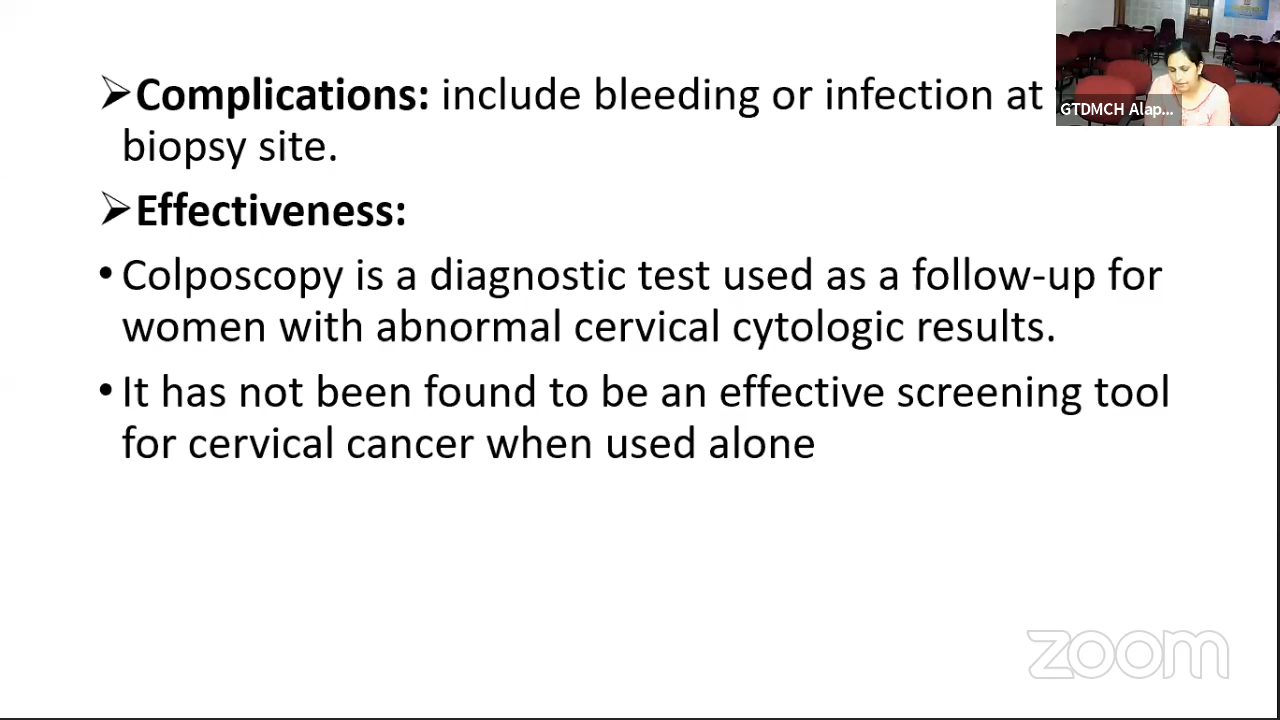 ➢Complications: include bleeding or infection at
biopsy site.
➢Effectiveness:
• Colposcopy is a diagnostic test used as a follow-up for
women with abnormal cervical cytologic results.
• It has not been found to be an effective screening tool
for cervical cancer when used alone
GTDMCH Alap...
zoom